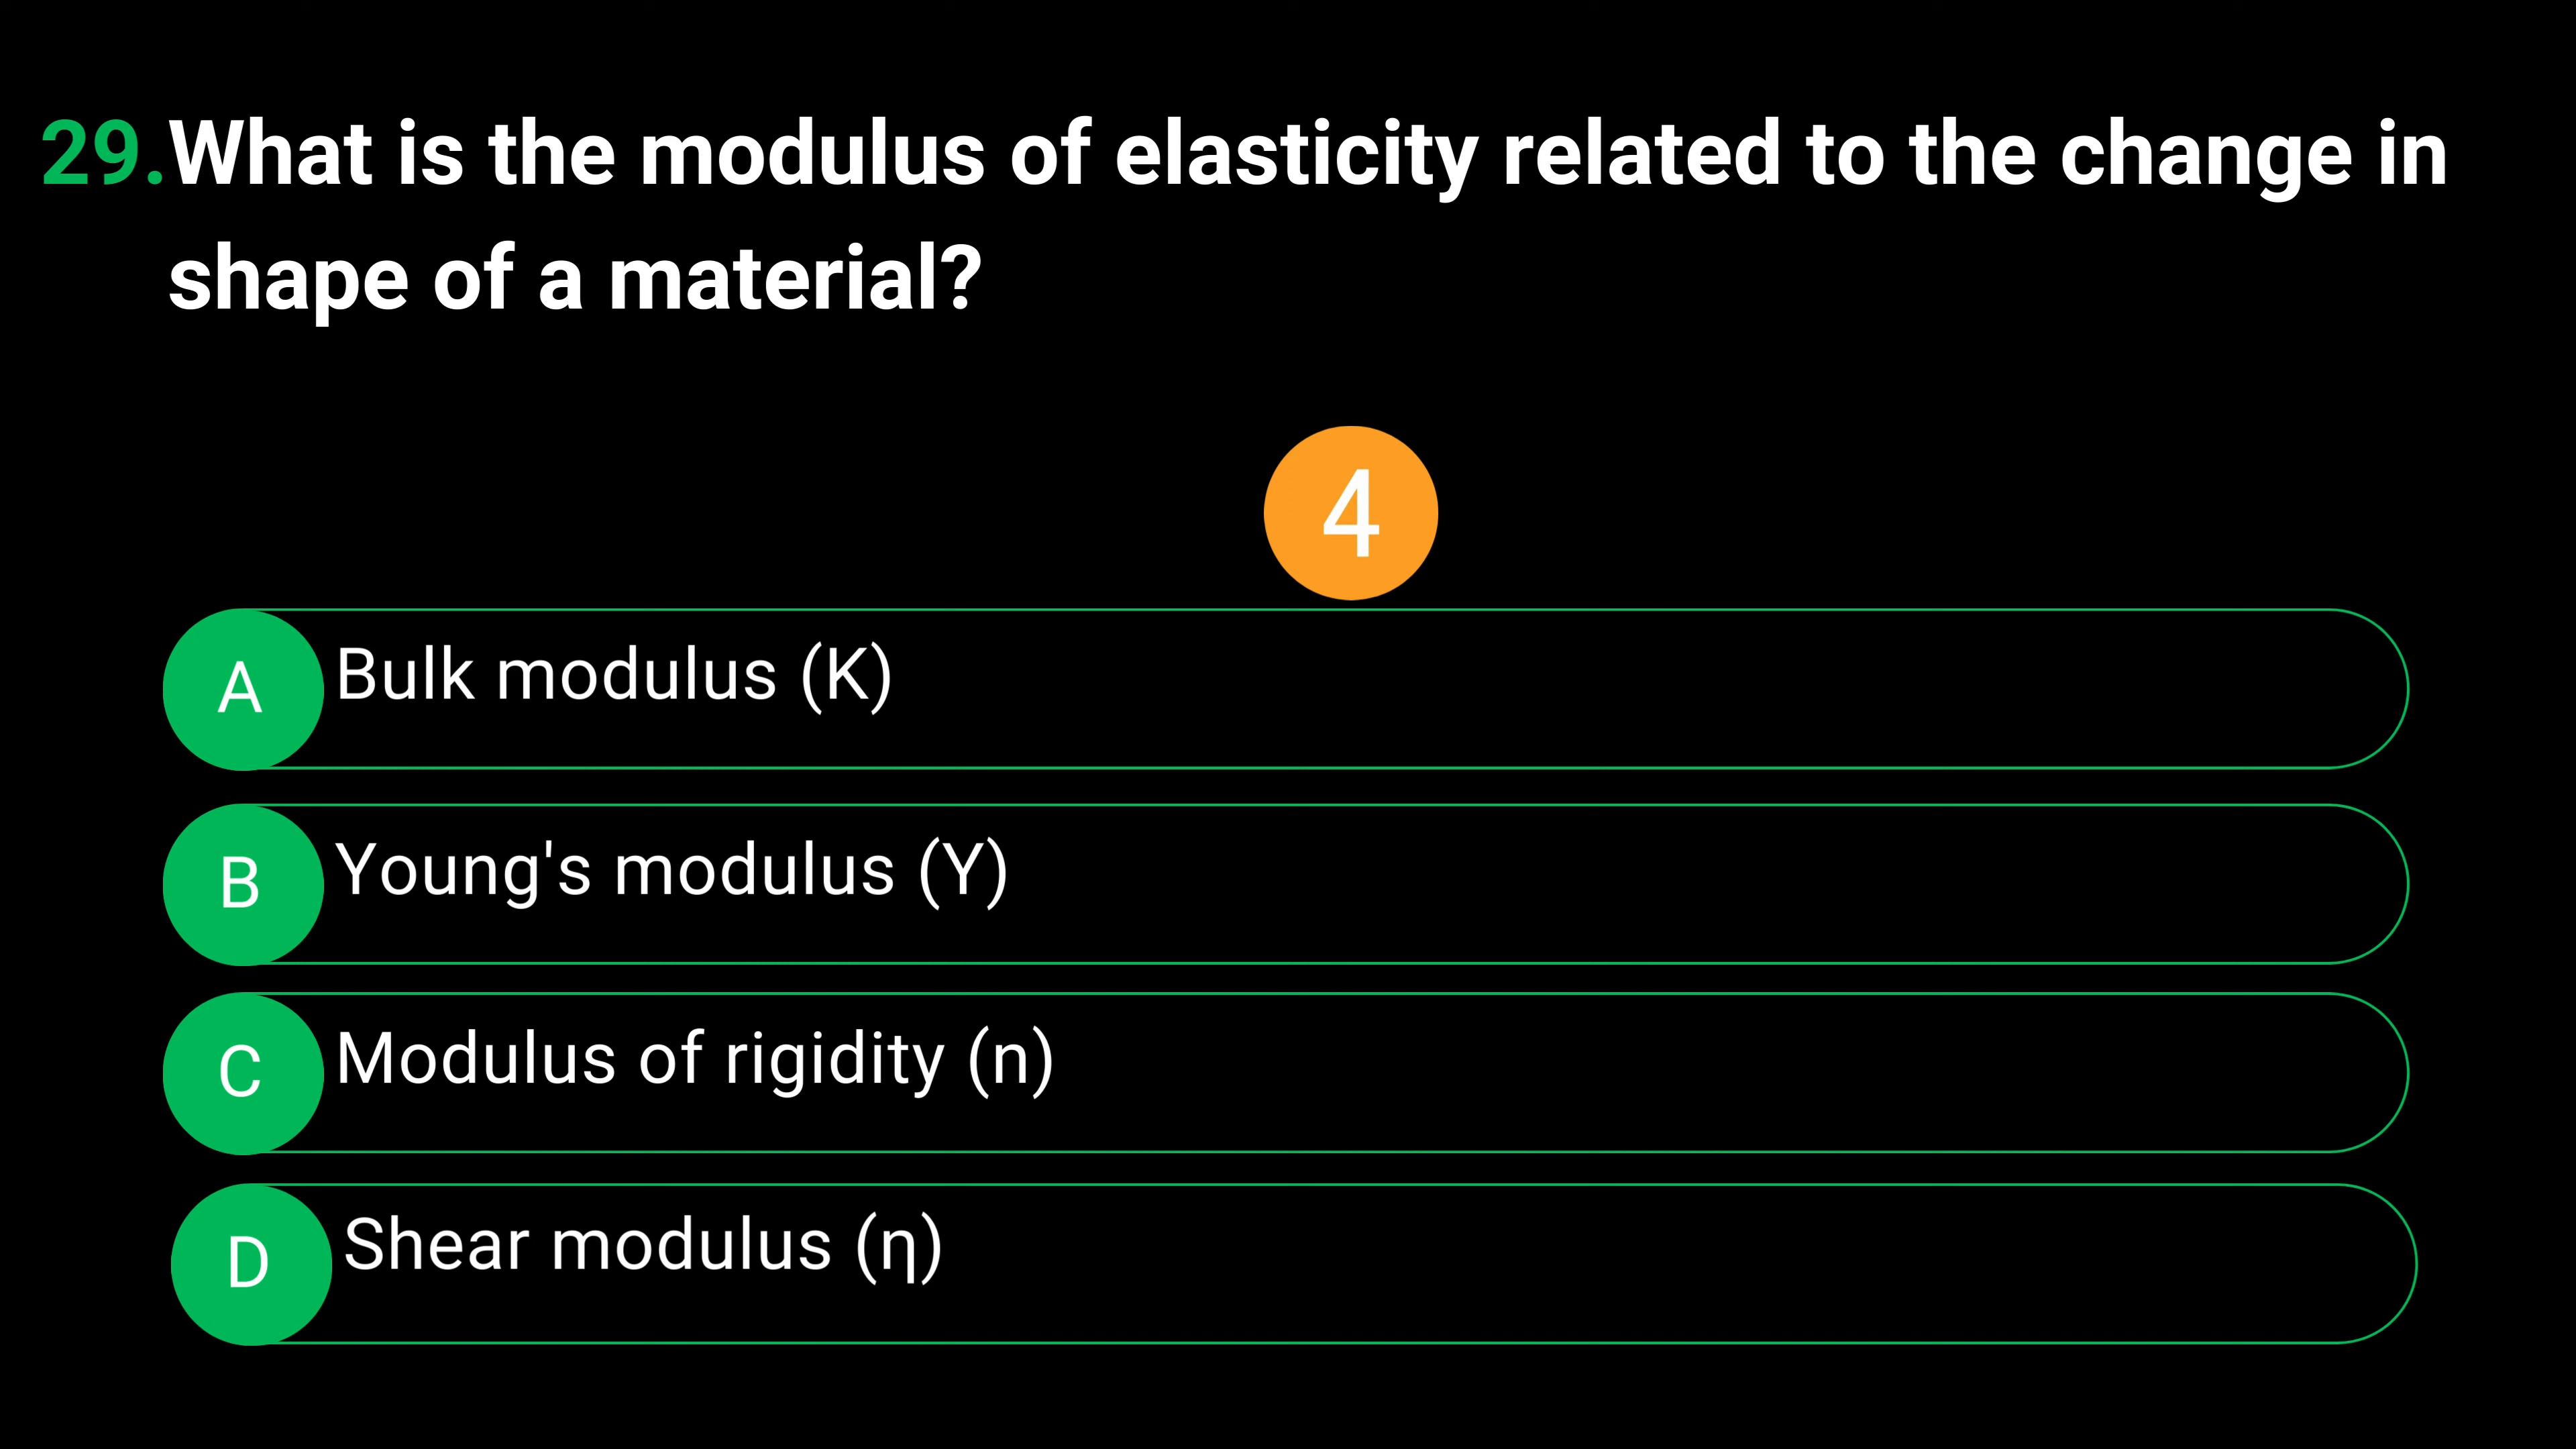 29.What is the modulus of elasticity related to the change in
shape of a material?
4
A Bulk modulus (K)
B Young's modulus (Y)
C Modulus of rigidity (n)
D Shear modulus (η)